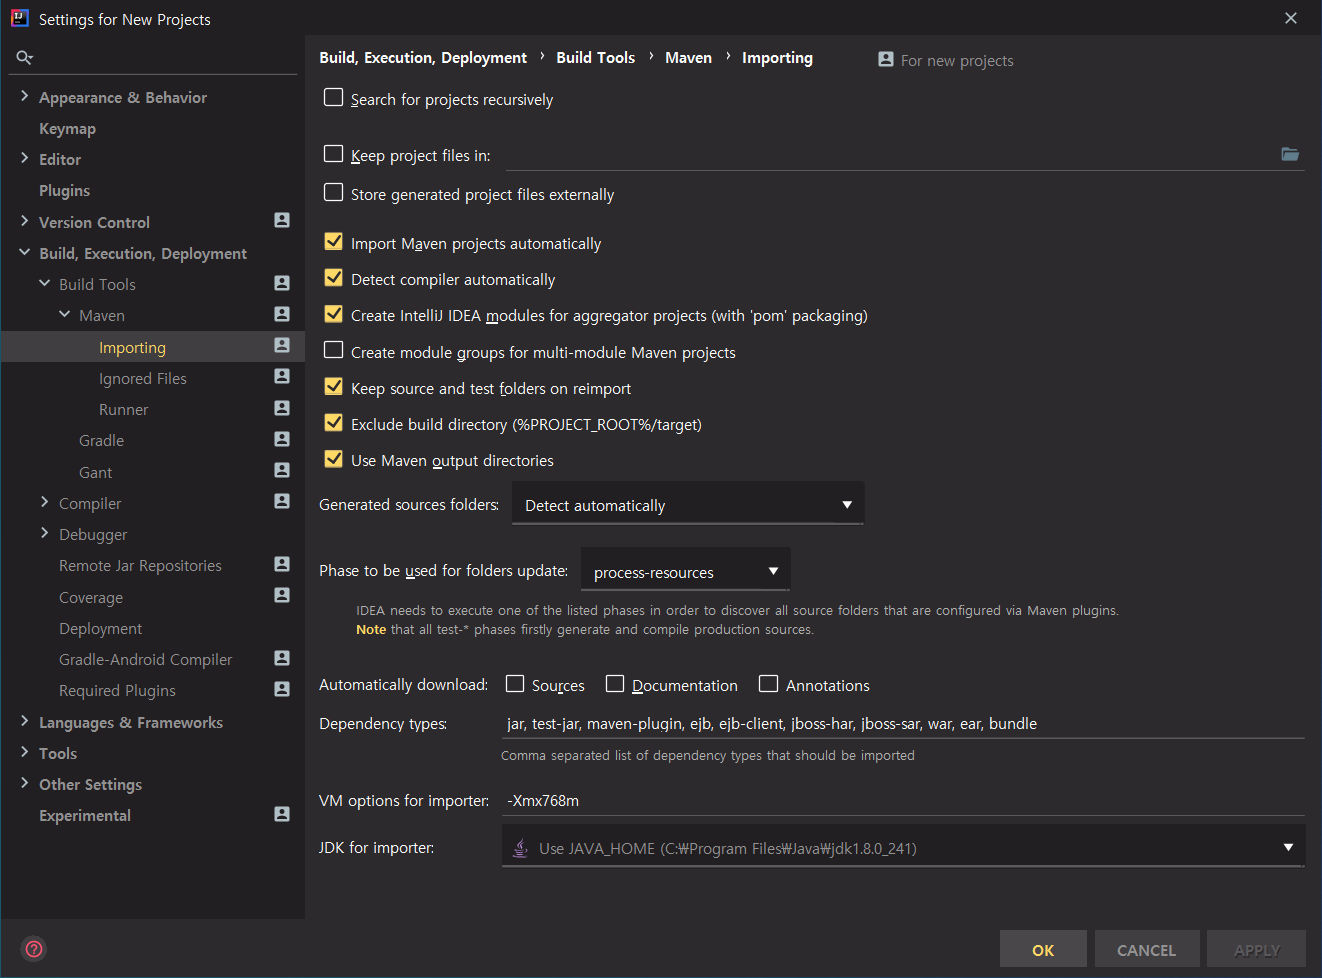 Settings for New Projects
Appearance & Behavior
Keymap
Editor
Plugins
Version Control
Build, Execution, Deployment
Build Tools
Maven
Importing
Ignored Files
Runner
Gradle
Gant
Compiler
Debugger
Remote Jar Repositories
Coverage
Deployment
Gradle-Android Compiler
Required Plugins
Languages & Frameworks
Tools
Other Settings
Experimental
Build, Execution, Deployment › Build Tools › Maven › Importing
For new projects
Search for projects recursively
Keep project files in:
Store generated project files externally
Import Maven projects automatically
Detect compiler automatically
Create IntelliJ IDEA modules for aggregator projects (with 'pom' packaging)
Create module groups for multi-module Maven projects
Keep source and test folders on reimport
Exclude build directory (%PROJECT_ROOT%/target)
Use Maven output directories
Generated sources folders: Detect automatically
Phase to be used for folders update: process-resources
IDEA needs to execute one of the listed phases in order to discover all source folders that are configured via Maven plugins.
Note that all test-* phases firstly generate and compile production sources.
Automatically download: Sources Documentation Annotations
Dependency types: jar, test-jar, maven-plugin, ejb, ejb-client, jboss-har, jboss-sar, war, ear, bundle
Comma separated list of dependency types that should be imported
VM options for importer: -Xmx768m
JDK for importer: Use JAVA_HOME (C:₩Program Files₩Java₩jdk1.8.0_241)
?
OK CANCEL APPLY